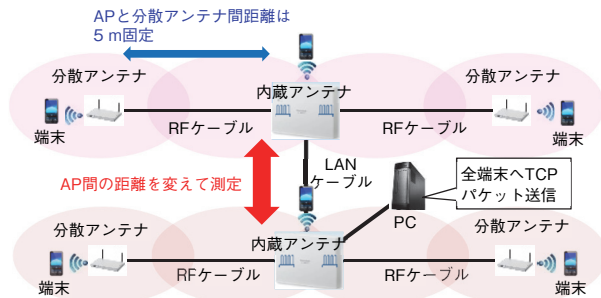 APと分散アンテナ間距離は
5 m固定
分散アンテナ
内蔵アンテナ
分散アンテナ
端末
RFケーブル
RFケーブル
端末
AP間の距離を変えて測定
LAN
ケーブル
全端末へTCP
パケット送信
PC
分散アンテナ
内蔵アンテナ
分散アンテナ
端末
RFケーブル
RFケーブル
端末